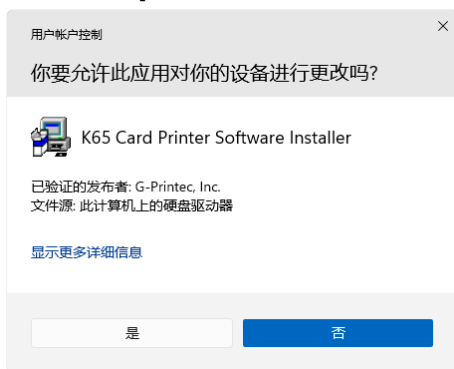 用户帐户控制
你要允许此应用对你的设备进行更改吗?
K65 Card Printer Software Installer
已验证的发布者: G-Printec, Inc.
文件源: 此计算机上的硬盘驱动器
显示更多详细信息
是
否